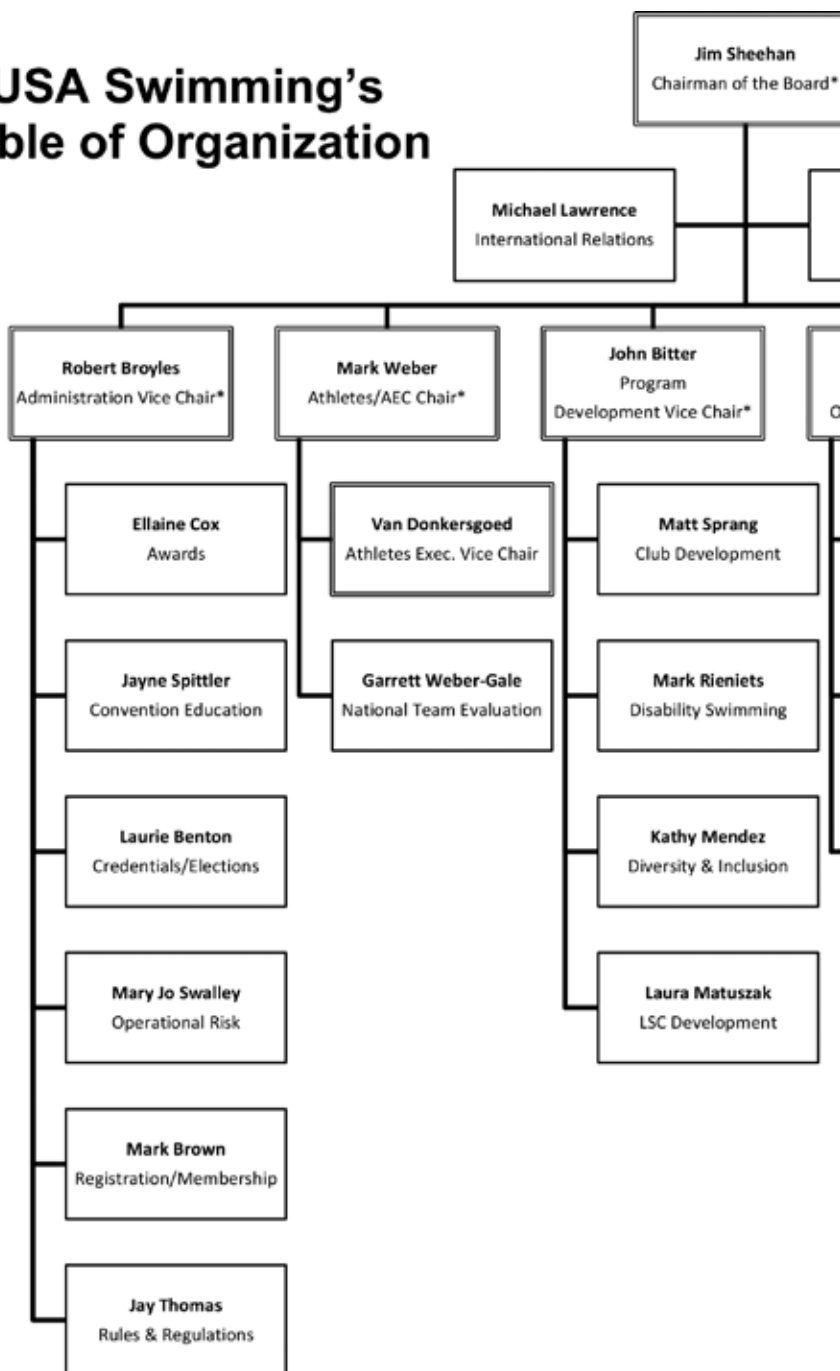 USA Swimming's
ble of Organization
Jim Sheehan
Chairman of the Board*
Michael Lawrence
International Relations
Robert Broyles
Administration Vice Chair*
Mark Weber
Athletes/AEC Chair*
John Bitter
Program
Development Vice Chair*
O
Ellaine Cox
Awards
Van Donkersgoed
Athletes Exec. Vice Chair
Matt Sprang
Club Development
Jayne Spittler
Convention Education
Garrett Weber-Gale
National Team Evaluation
Mark Rieniets
Disability Swimming
Laurie Benton
Credentials/Elections
Kathy Mendez
Diversity & Inclusion
Mary Jo Swalley
Operational Risk
Laura Matuszak
LSC Development
Mark Brown
Registration/Membership
Jay Thomas
Rules & Regulations